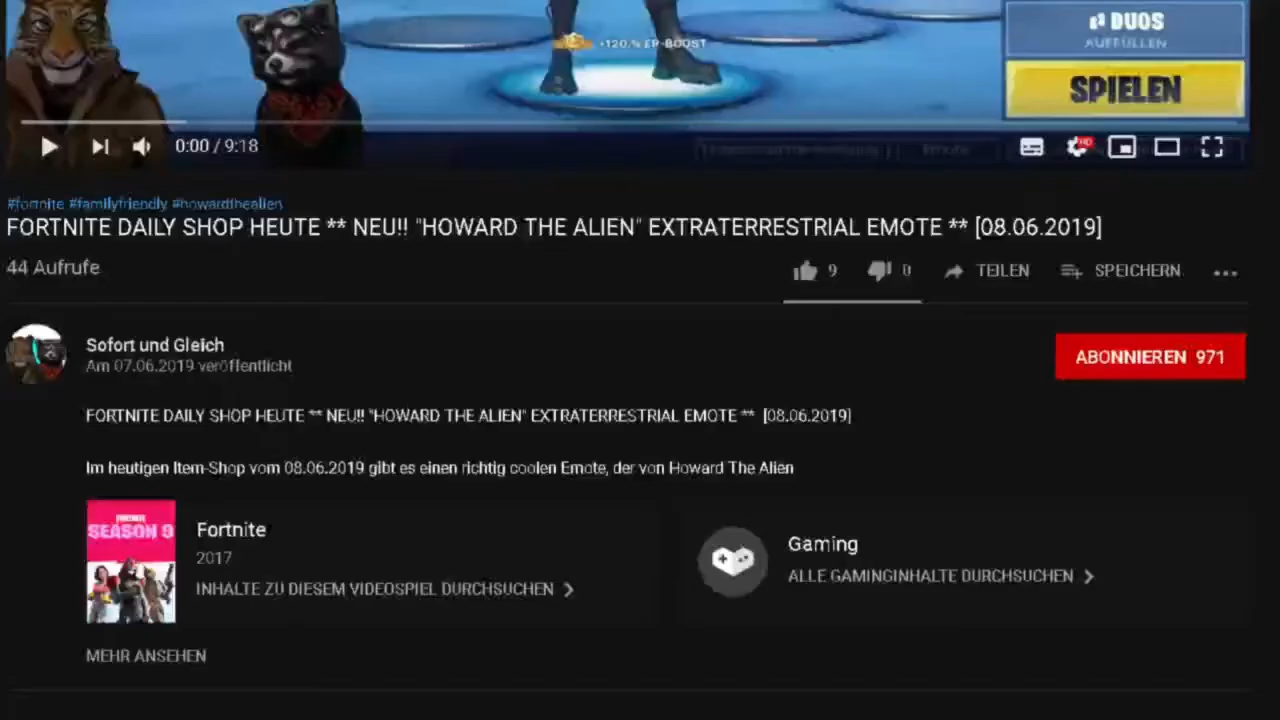 DUOS
AUFFÜLLEN
+120.% EP-BOOST
SPIELEN
0:00 / 9:18
HD
#fortnite #familyfriendly #howardthealien
FORTNITE DAILY SHOP HEUTE ** NEU!! "HOWARD THE ALIEN" EXTRATERRESTRIAL EMOTE ** [08.06.2019]
44 Aufrufe
9
0
TEILEN
SPEICHERN
Sofort und Gleich
Am 07.06.2019 veröffentlicht
ABONNIEREN 971
FORTNITE DAILY SHOP HEUTE ** NEU!! "HOWARD THE ALIEN" EXTRATERRESTRIAL EMOTE ** [08.06.2019]
Im heutigen Item-Shop vom 08.06.2019 gibt es einen richtig coolen Emote, der von Howard The Alien
FORTNITE
SEASON 9
Fortnite
2017
INHALTE ZU DIESEM VIDEOSPIEL DURCHSUCHEN
Gaming
ALLE GAMINGINHALTE DURCHSUCHEN
MEHR ANSEHEN